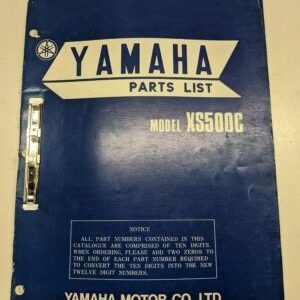 YAMAHA
PARTS LIST
MODEL XS500C
NOTICE
ALL PART NUMBERS CONTAINED IN THIS
CATALOGUE ARE COMPRISED OF TEN DIGITS.
WHEN ORDERING, PLEASE ADD TWO ZEROS TO
THE END OF EACH PART NUMBER REQUIRED
TO CONVERT THE TEN DIGITS INTO THE NEW
TWELVE DIGIT NUMBERS.
YAMAHA MOTOR CO., LTD.